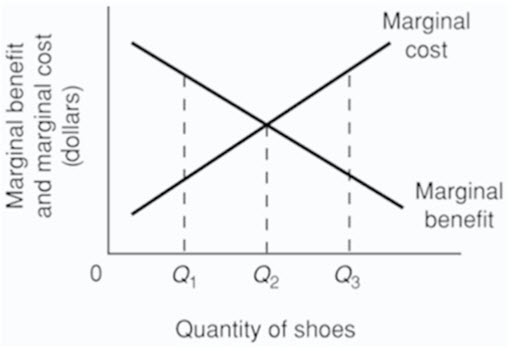 Marginal benefit
and marginal cost
(dollars)
Marginal
cost
Marginal
benefit
0
Q1
Q2
Q3
Quantity of shoes